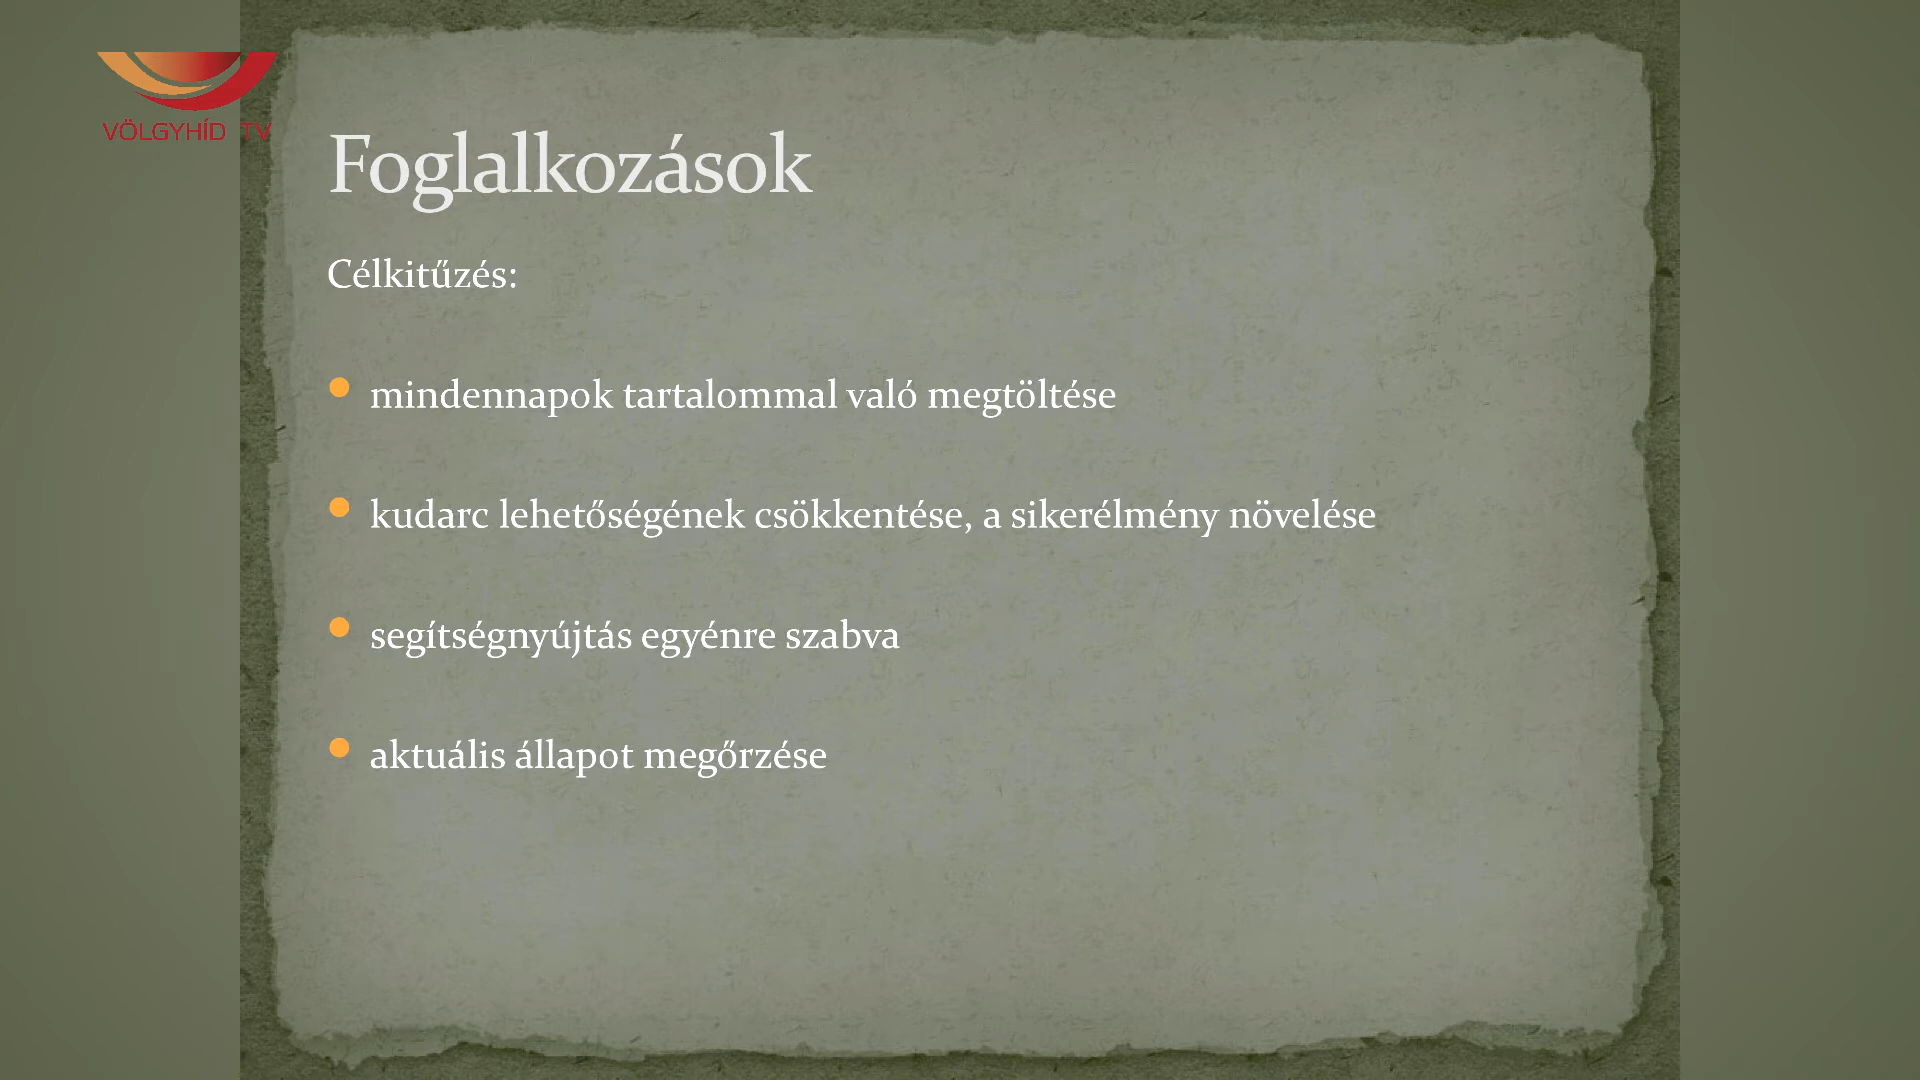 VÖLGYHÍD TV
Foglalkozások
Célkitűzés:
mindennapok tartalommal való megtöltése
kudarc lehetőségének csökkentése, a sikerélmény növelése
segítségnyújtás egyénre szabva
aktuális állapot megőrzése